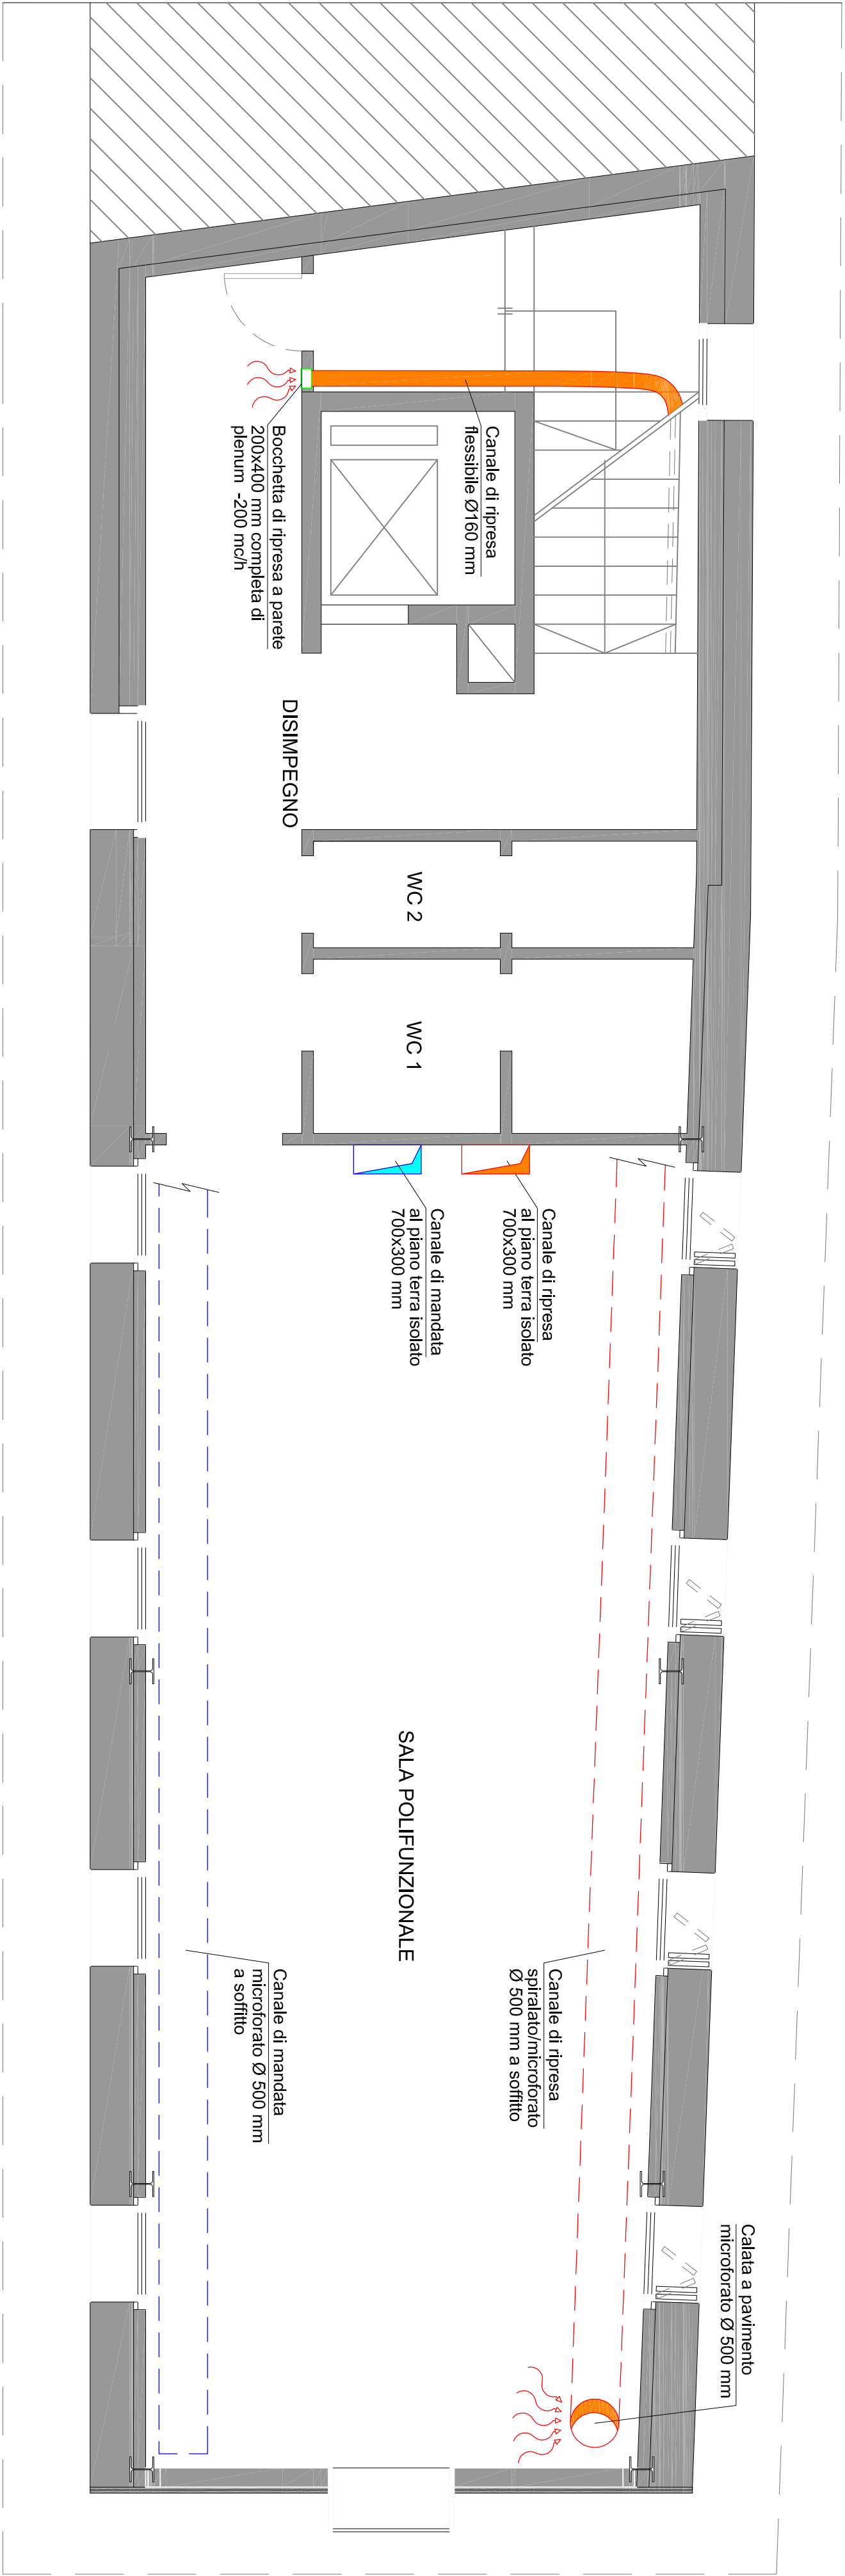 Canale di ripresa
flessibile Ø160 mm
Bocchetta di ripresa a parete
200x400 mm completa di
plenum  -200 mc/h
DISIMPEGNO
WC 2
WC 1
Canale di ripresa
al piano terra isolato
700x300 mm
Canale di mandata
al piano terra isolato
700x300 mm
SALA POLIFUNZIONALE
Canale di ripresa
spiralato/microforato
Ø 500 mm a soffitto
Canale di mandata
microforato Ø 500 mm
a soffitto
Calata a pavimento
microforato Ø 500 mm